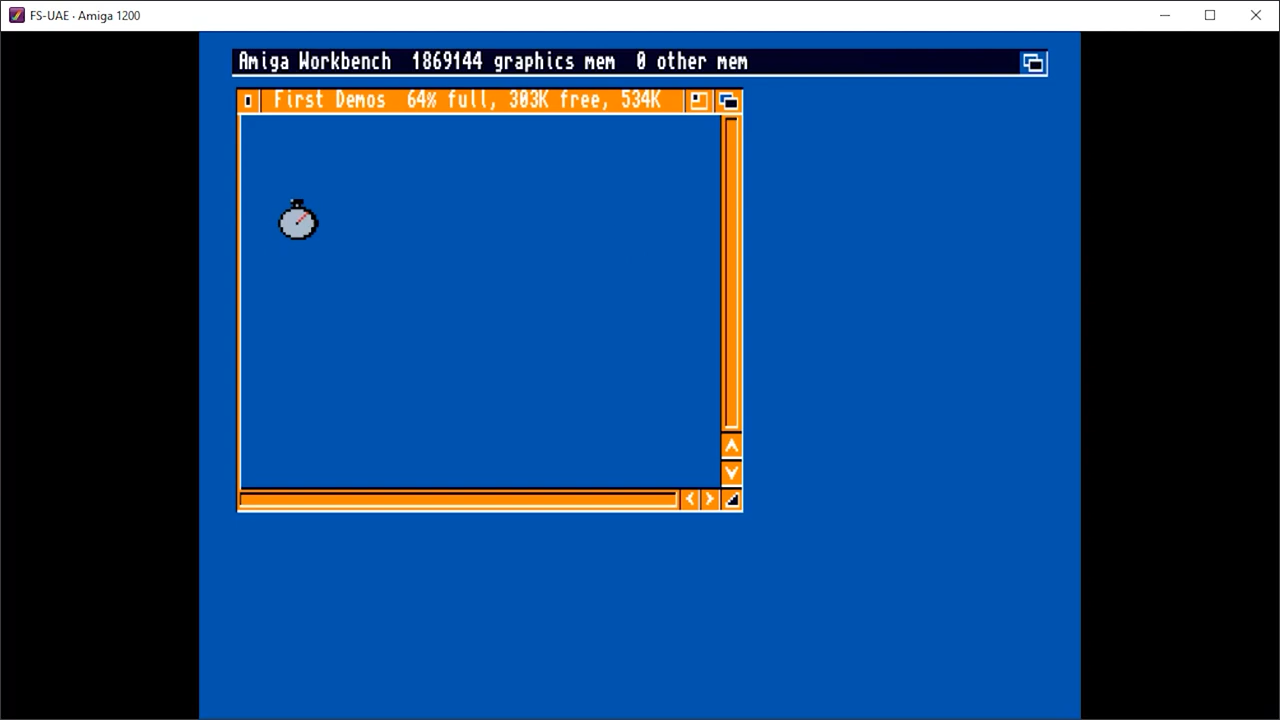 FS-UAE · Amiga 1200
Amiga Workbench 1869144 graphics mem 0 other mem
First Demos 64% full, 303K free, 534K